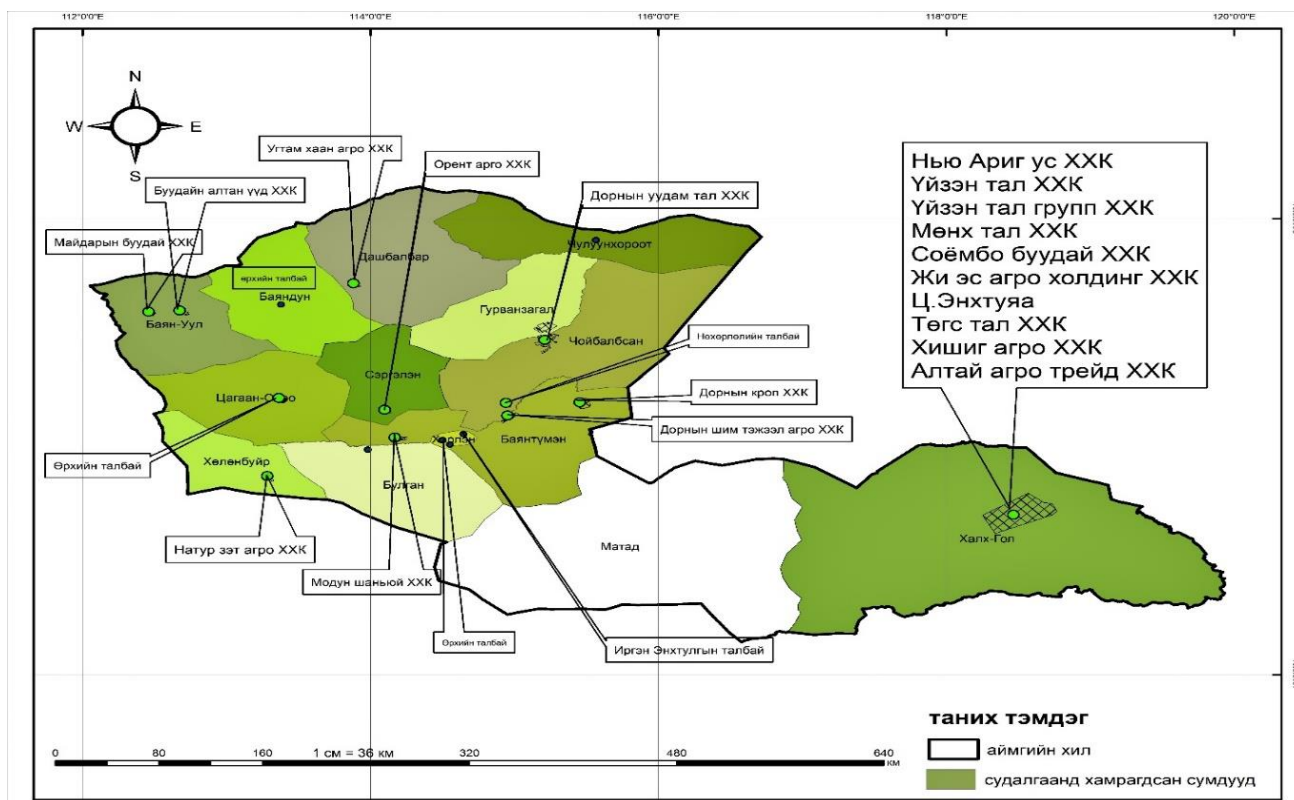 112°0'0"E
114°0'0"E
116°0'0"E
118°0'0"E
120°0'0"E
N
W
E
S
Угтам хаан агро ХХК
Орент арго ХХК
Буудайн алтан үүд ХХК
Дорнын уудам тал ХХК
Майдарын буудай ХХК
Нью Ариг ус ХХК
Үйзэн тал ХХК
Үйзэн тал групп ХХК
Мөнх тал ХХК
Соёмбо буудай ХХК
Жи эс агро холдинг ХХК
Ц.Энхтуяа
Төгс тал ХХК
Хишиг агро ХХК
Алтай агро трейд ХХК
Чулуунхороот
Дашбалбар
өрхийн талбай
Баяндун
Гурванзагал
Баян-Уул
Чойбалбсан
Нохорлолийн талбай
Сэргэлэн
Дорнын кроп ХХК
Дорнын шим тэжээл агро ХХК
Баянтүмэн
Өрхийн талбай
Хөлөнбуйр
Булган
Халх-Гол
Матад
Натур зэт агро ХХК
Модун шаньюй ХХК
Өрхийн талбай
Иргэн Энхтулгын талбай
таних тэмдэг
аймгийн хил
судалгаанд хамрагдсан сумдууд
0 80 160 1 см = 36 км 320 480 640
км